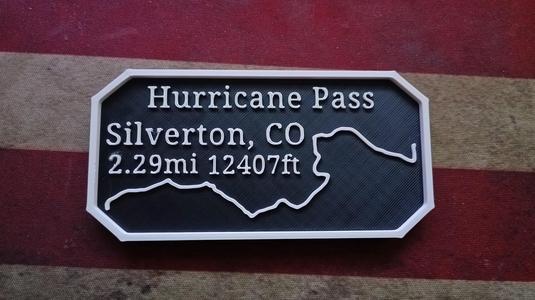 Hurricane Pass
Silverton, CO
2.29mi 12407ft